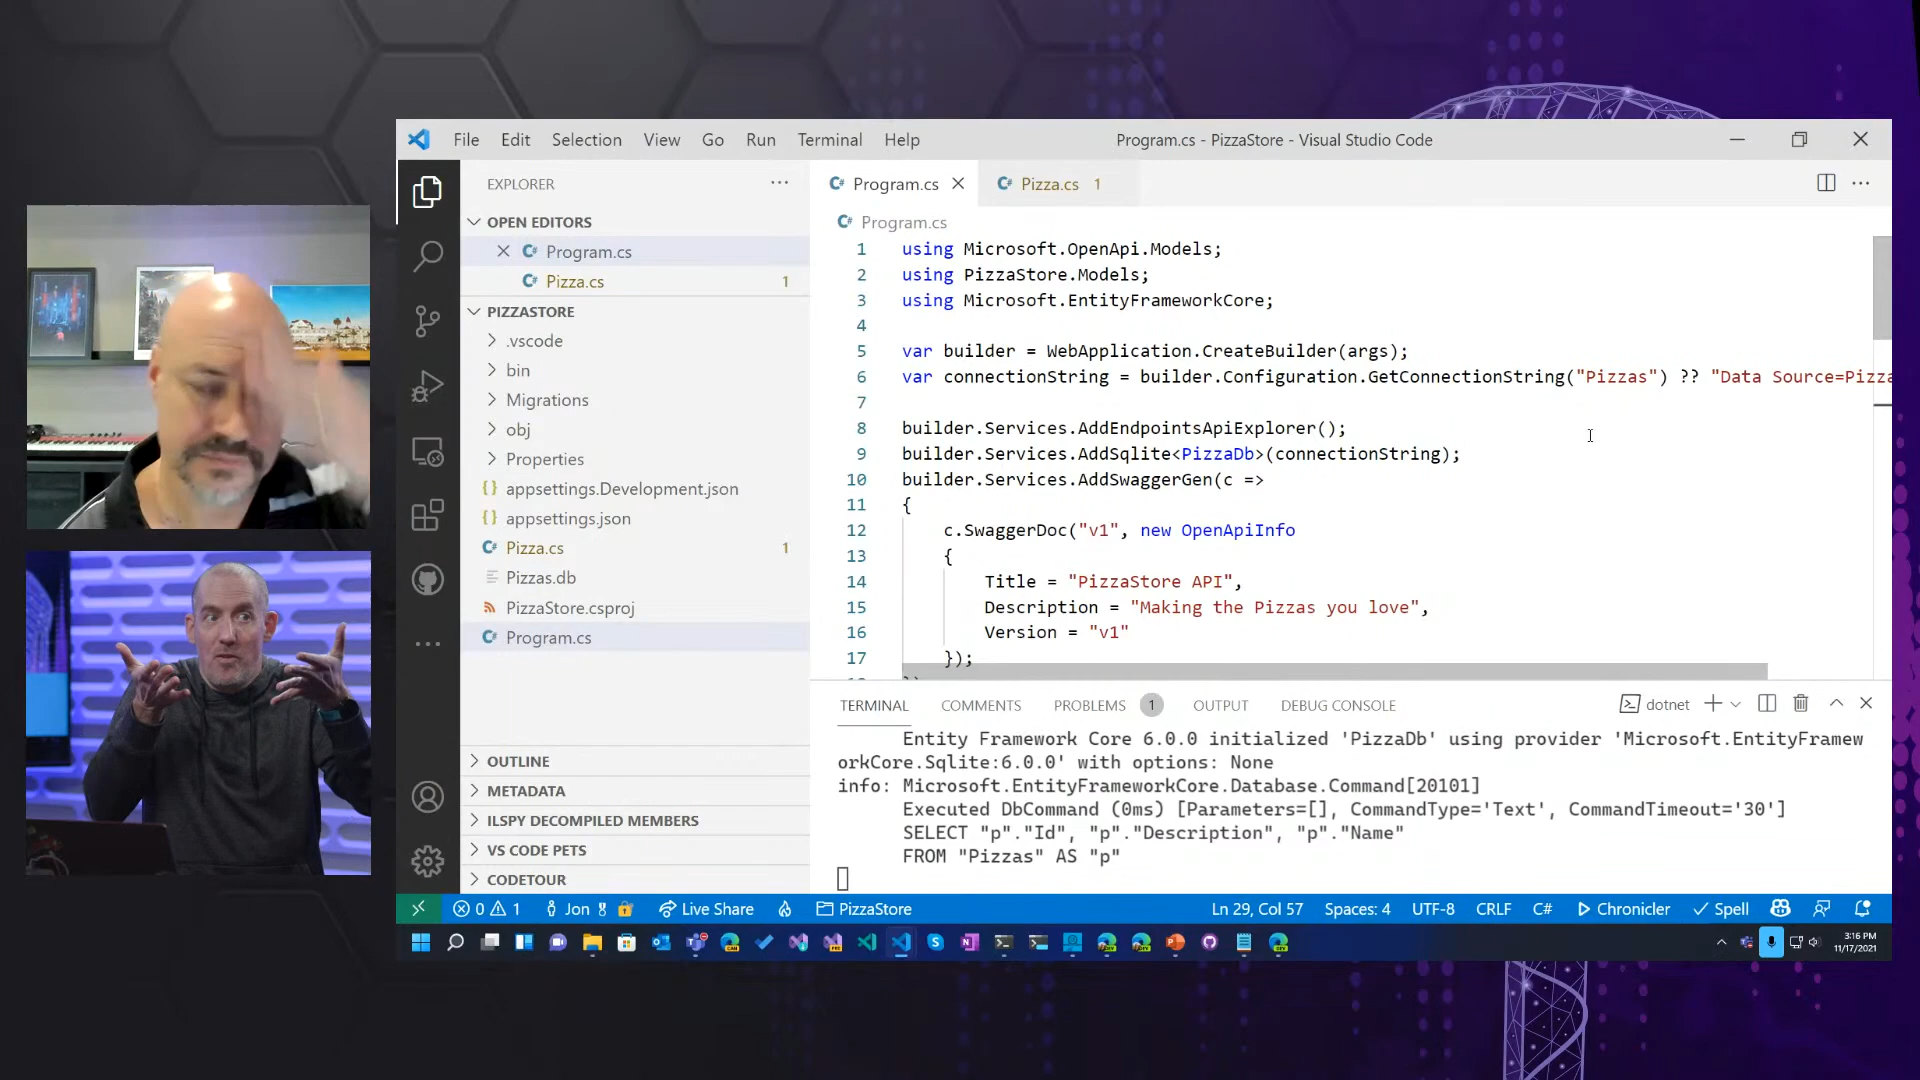 File Edit Selection View Go Run Terminal Help
Program.cs - PizzaStore - Visual Studio Code
EXPLORER
OPEN EDITORS
Program.cs
Pizza.cs 1
PIZZASTORE
.vscode
bin
Migrations
obj
Properties
{} appsettings.Development.json
{} appsettings.json
Pizza.cs 1
Pizzas.db
PizzaStore.csproj
Program.cs
OUTLINE
METADATA
ILSPY DECOMPILED MEMBERS
VS CODE PETS
CODETOUR
Program.cs
Pizza.cs 1
Program.cs
1 using Microsoft.OpenApi.Models;
2 using PizzaStore.Models;
3 using Microsoft.EntityFrameworkCore;
4
5 var builder = WebApplication.CreateBuilder(args);
6 var connectionString = builder.Configuration.GetConnectionString("Pizzas") ?? "Data Source=Pizza
7
8 builder.Services.AddEndpointsApiExplorer();
9 builder.Services.AddSqlite<PizzaDb>(connectionString);
10 builder.Services.AddSwaggerGen(c =>
11 {
12 c.SwaggerDoc("v1", new OpenApiInfo
13 {
14 Title = "PizzaStore API",
15 Description = "Making the Pizzas you love",
16 Version = "v1"
17 });
TERMINAL COMMENTS PROBLEMS 1 OUTPUT DEBUG CONSOLE
dotnet
Entity Framework Core 6.0.0 initialized 'PizzaDb' using provider 'Microsoft.EntityFramew
orkCore.Sqlite:6.0.0' with options: None
info: Microsoft.EntityFrameworkCore.Database.Command[20101]
Executed DbCommand (0ms) [Parameters=[], CommandType='Text', CommandTimeout='30']
SELECT "p"."Id", "p"."Description", "p"."Name"
FROM "Pizzas" AS "p"
0 1 Jon Live Share PizzaStore Ln 29, Col 57 Spaces: 4 UTF-8 CRLF C# Chronicler Spell
3:16 PM
11/17/2021